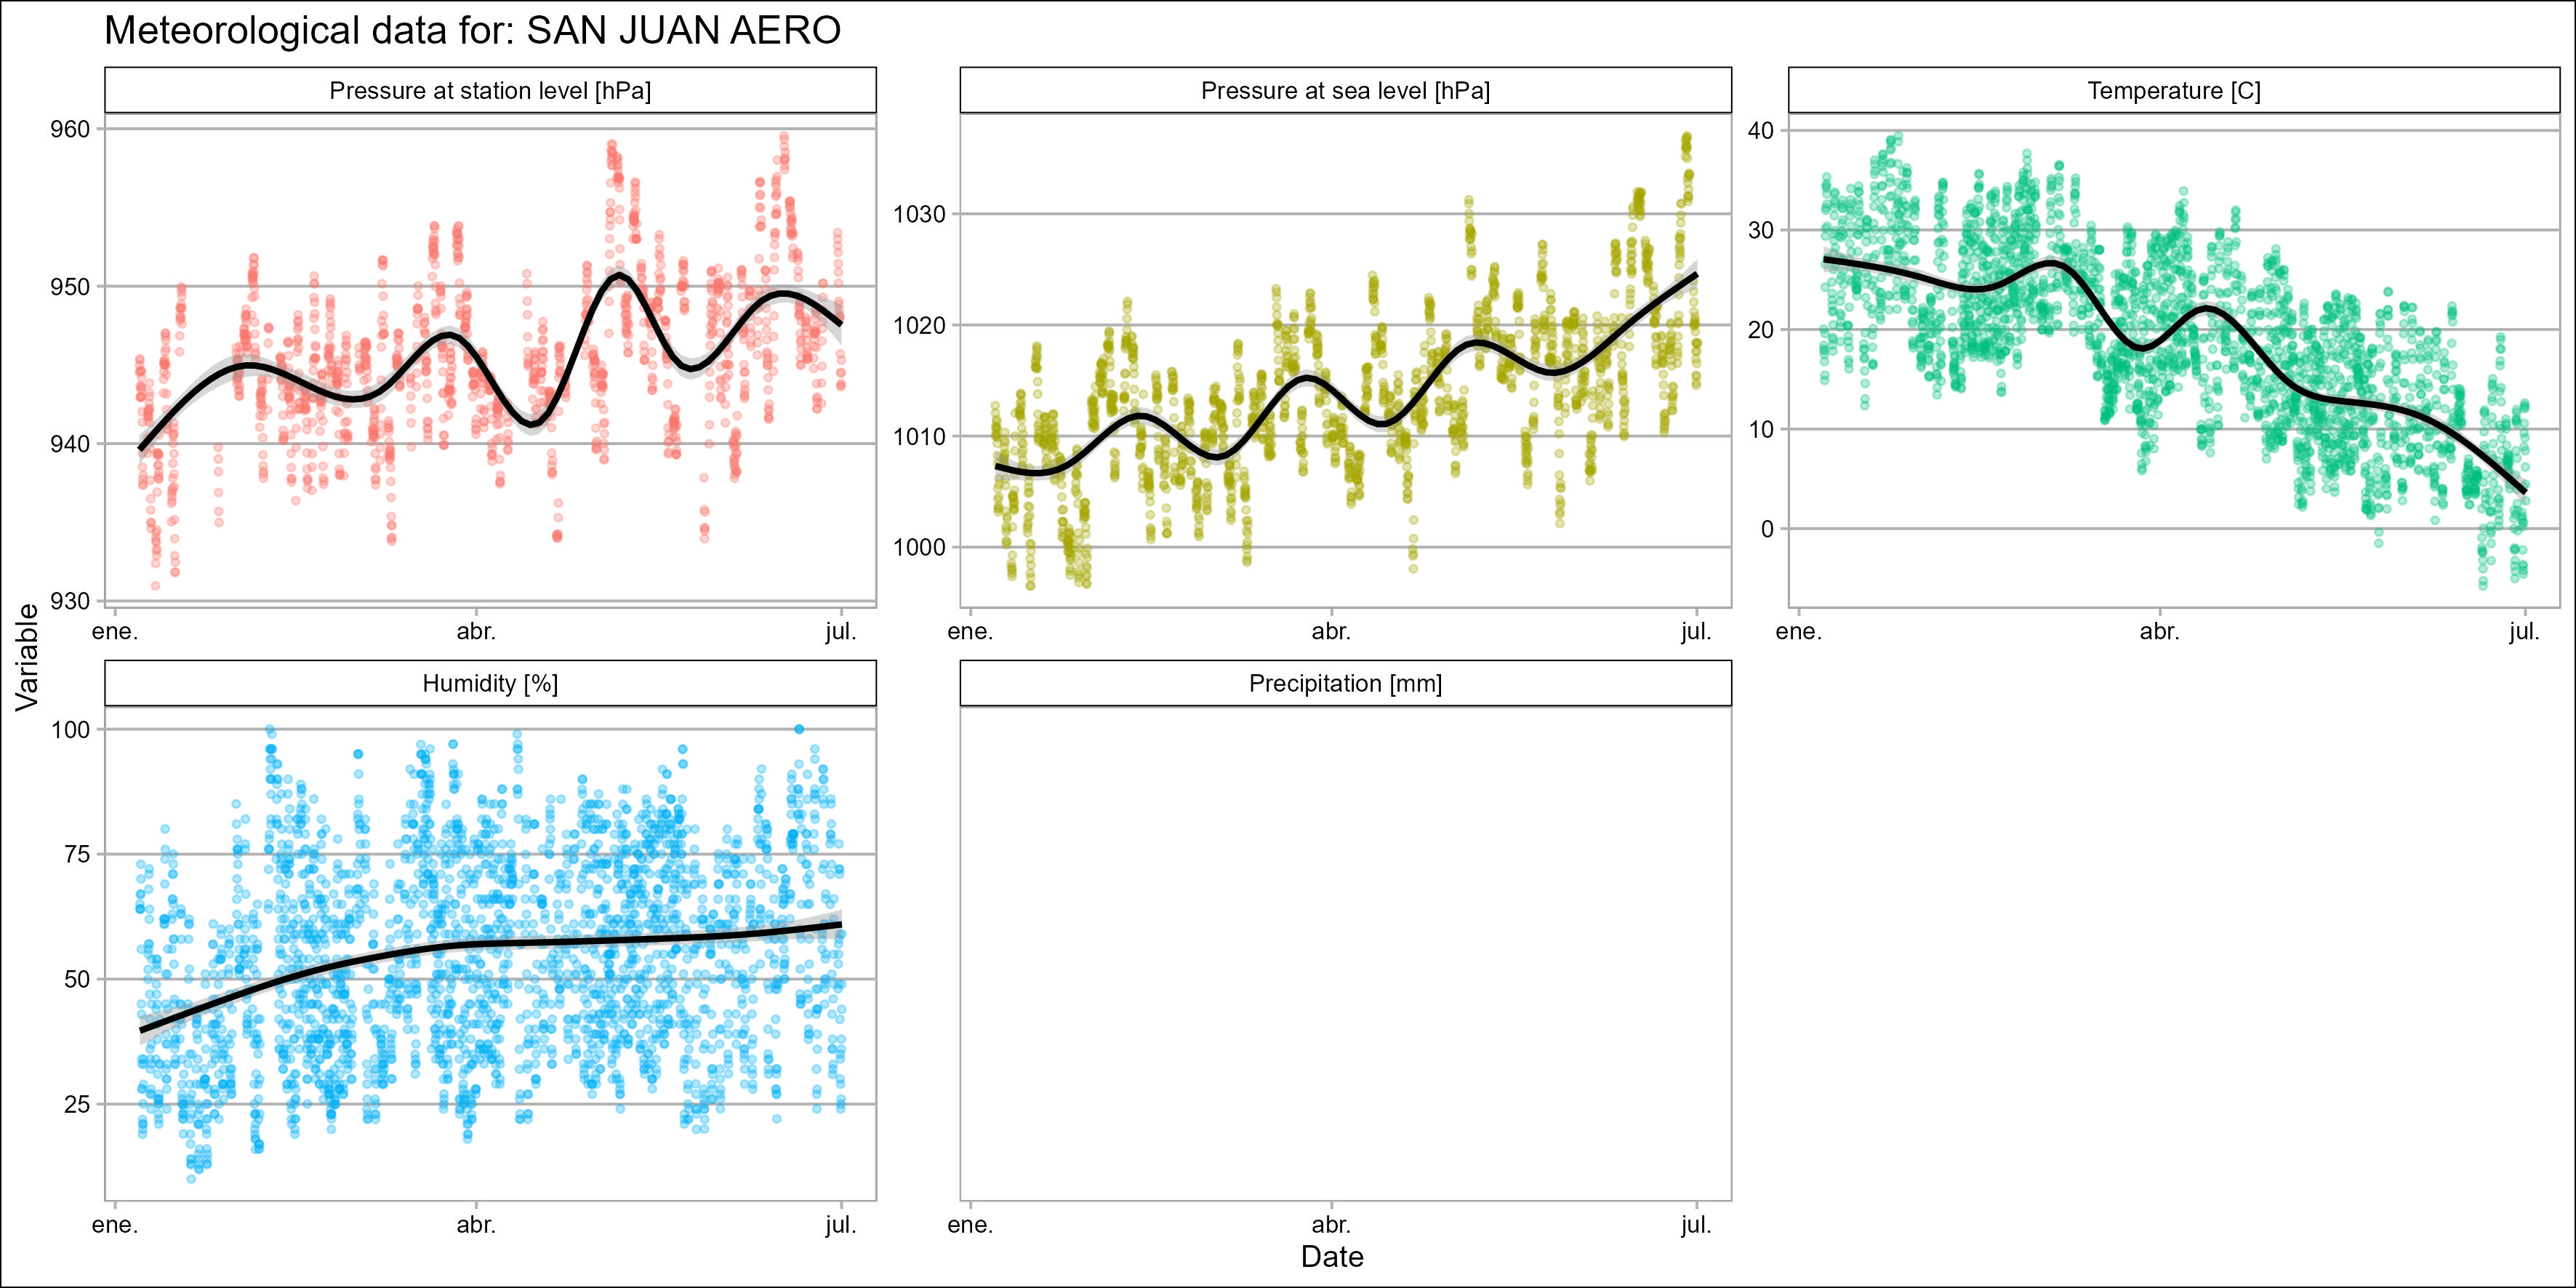 Meteorological data for: SAN JUAN AERO
Pressure at station level [hPa]
960
950
940
930
ene.
abr.
jul.
Pressure at sea level [hPa]
1030
1020
1010
1000
ene.
abr.
jul.
Temperature [C]
40
30
20
10
0
ene.
abr.
jul.
Variable
Humidity [%]
100
75
50
25
ene.
abr.
jul.
Precipitation [mm]
ene.
abr.
jul.
Date